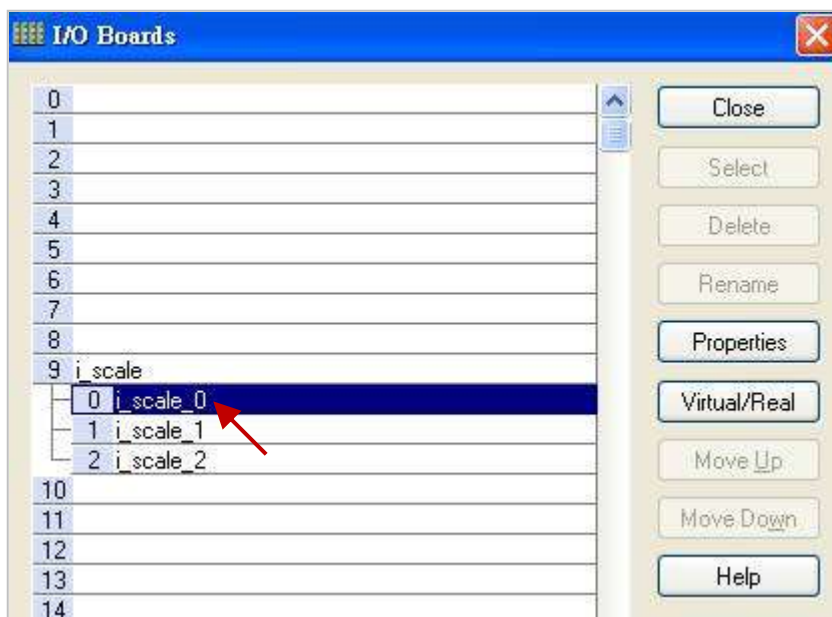 I/O Boards
0
1
2
3
4
5
6
7
8
9 i_scale
0 i_scale_0
1 i_scale_1
2 i_scale_2
10
11
12
13
14
Close
Select
Delete
Rename
Properties
Virtual/Real
Move Up
Move Down
Help